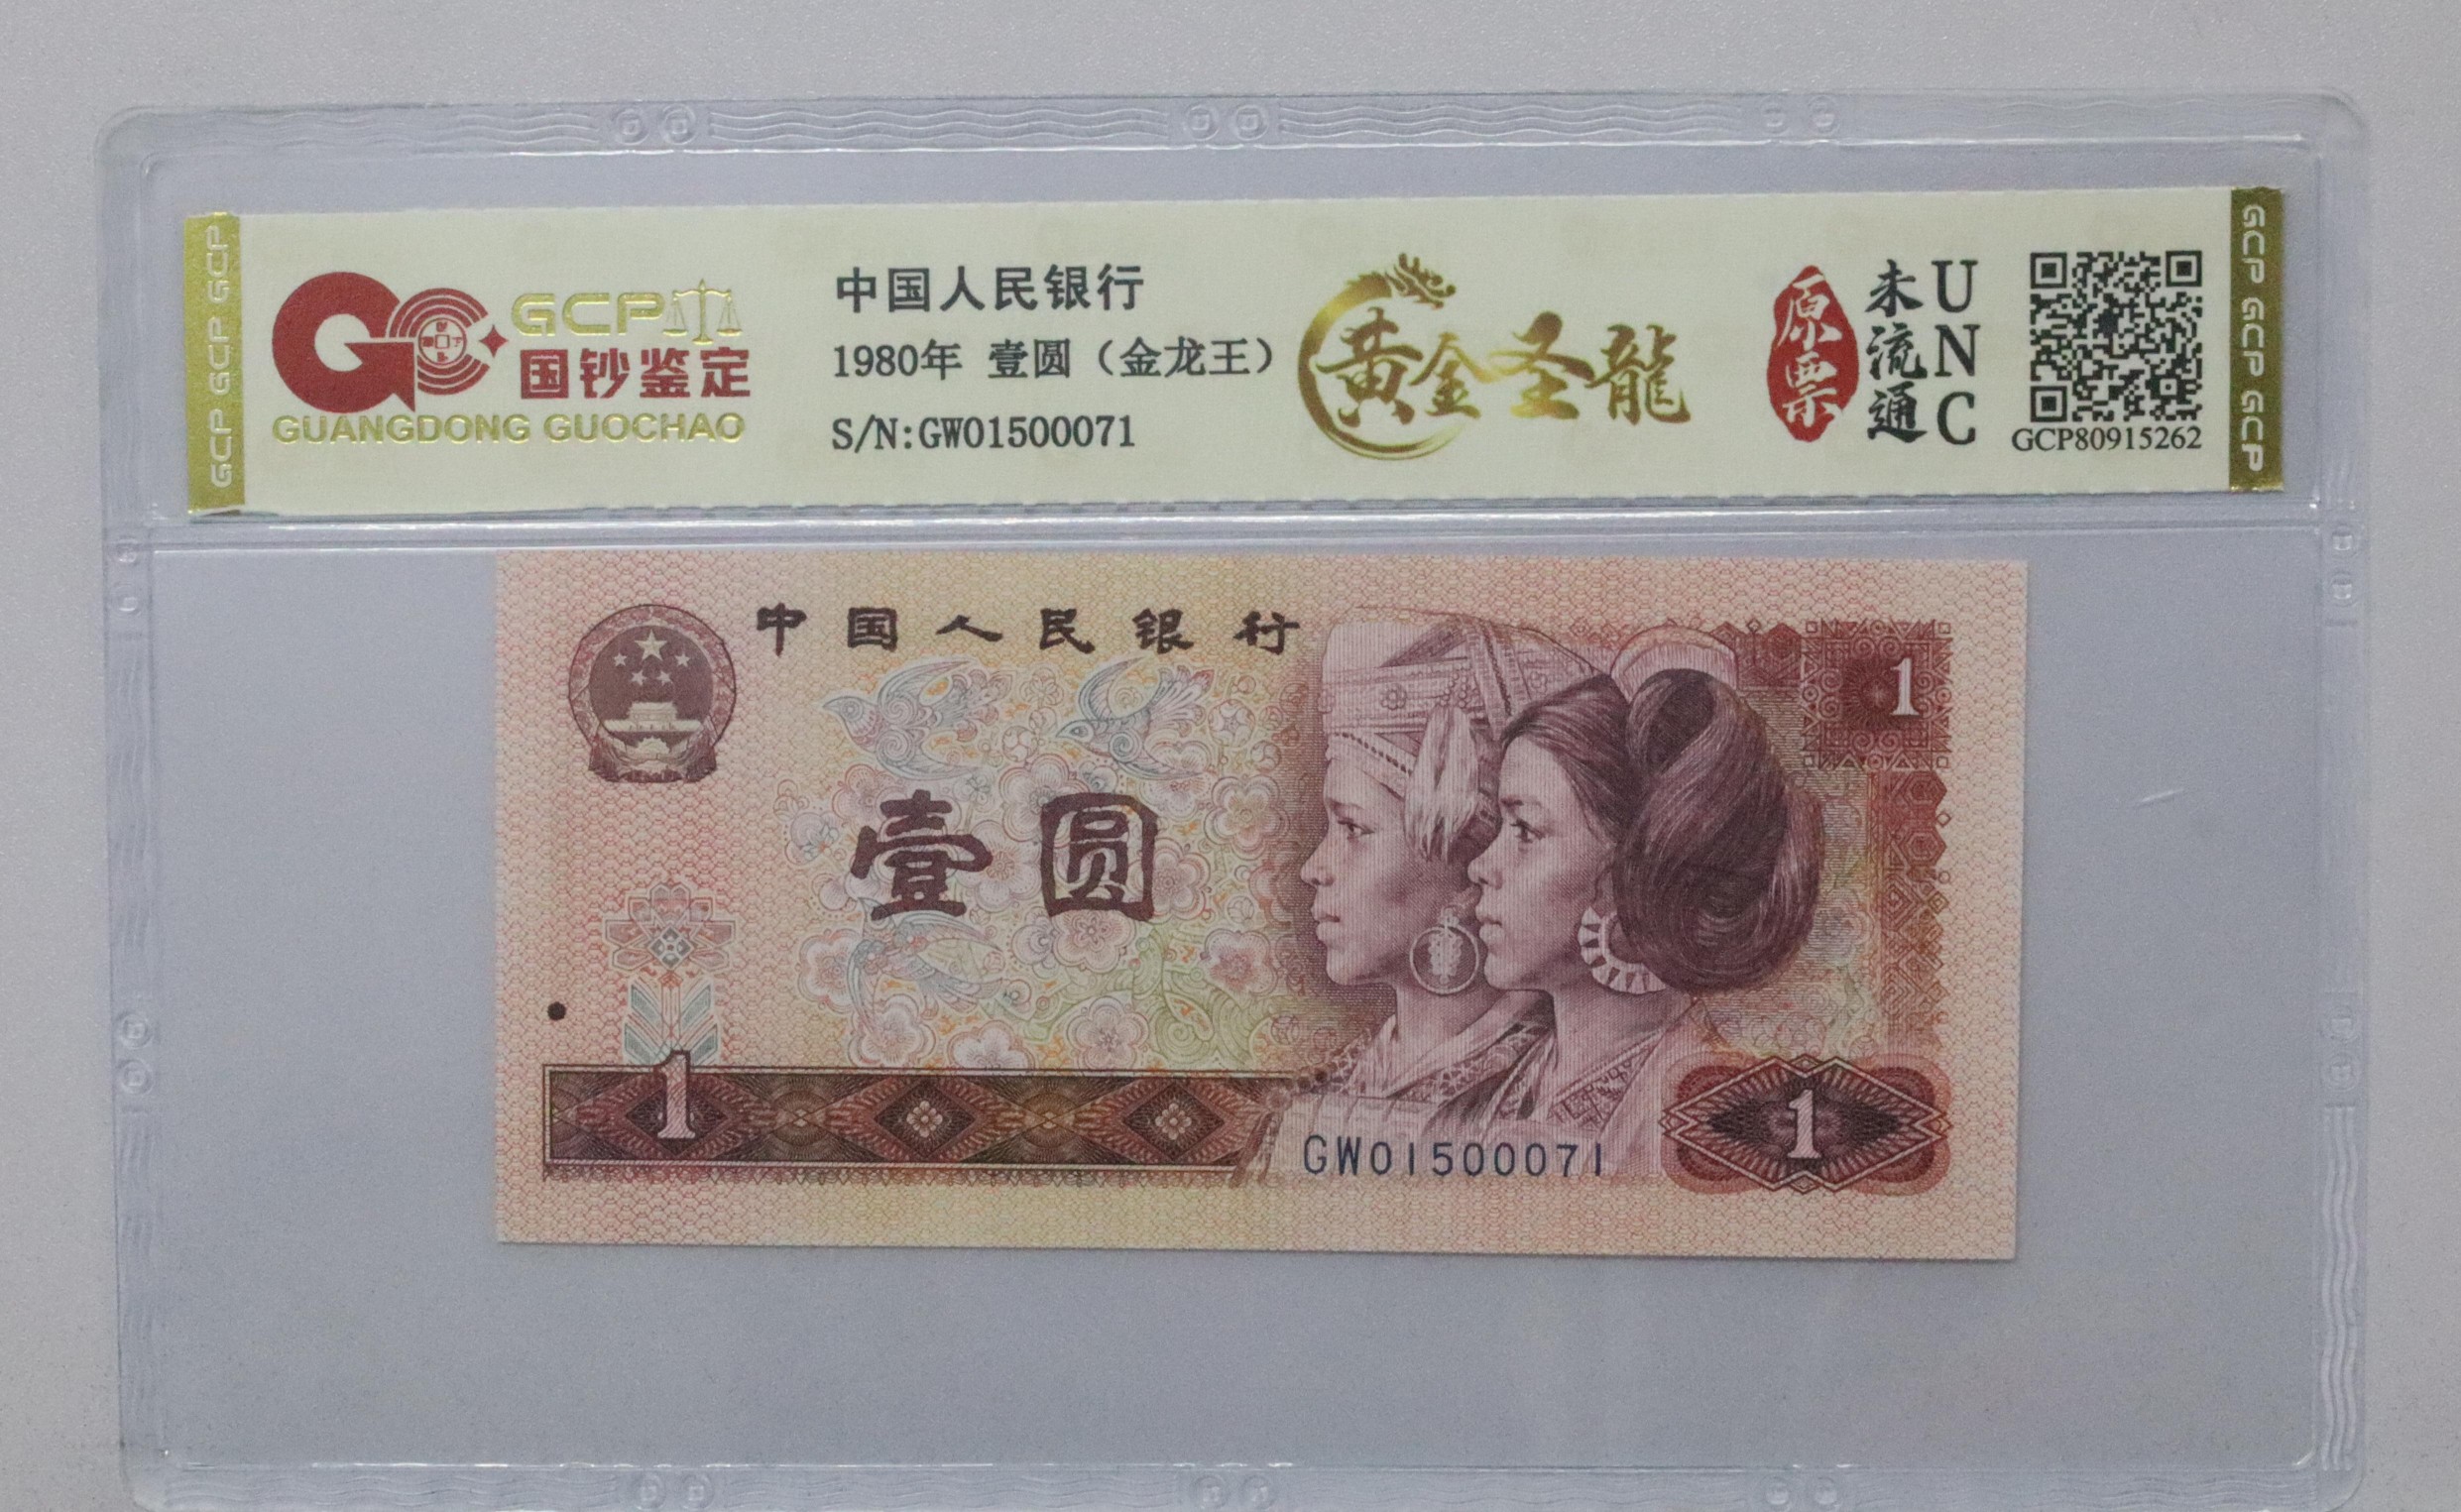 GCP GCP GCP
GCP
国钞鉴定
GUANGDONG GUOCHAO
中国人民银行
1980年 壹圆（金龙王）
S/N:GW01500071
黄金圣龍
原票
未流通
UNC
GCP80915262
GCP GCP GCP
中国人民银行
壹圆
1
1
GW01500071
1